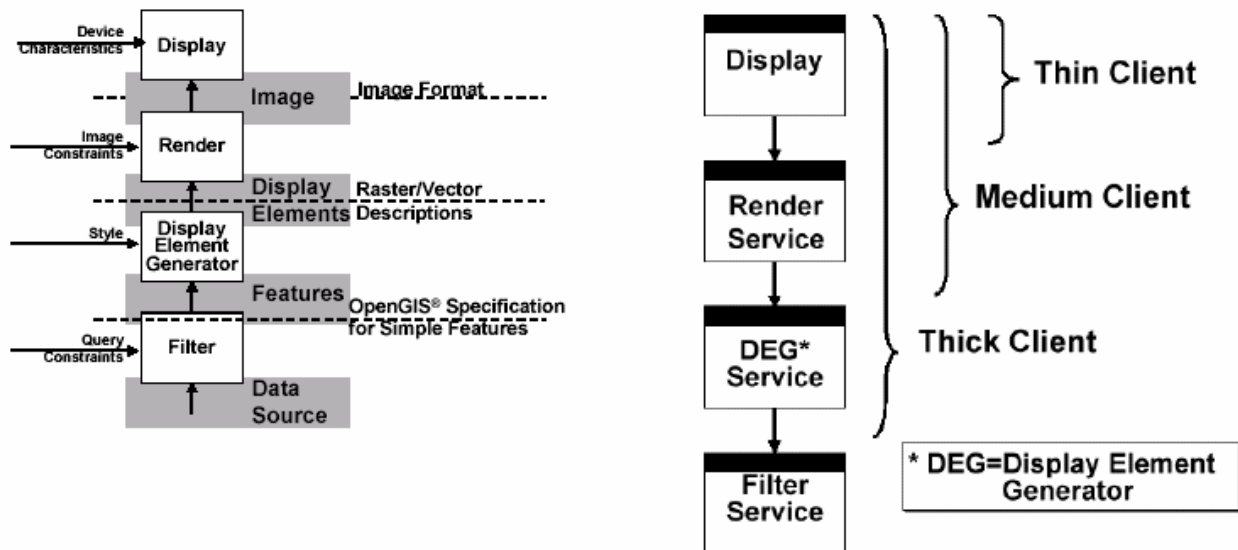 Device
Characteristics
Display
Image
Image Format
Image
Constraints
Render
Display
Elements
Raster/Vector
Descriptions
Style
Display
Element
Generator
Features
OpenGIS® Specification
for Simple Features
Query
Constraints
Filter
Data
Source
Display
Render
Service
DEG*
Service
Filter
Service
Thin Client
Medium Client
Thick Client
* DEG=Display Element
Generator